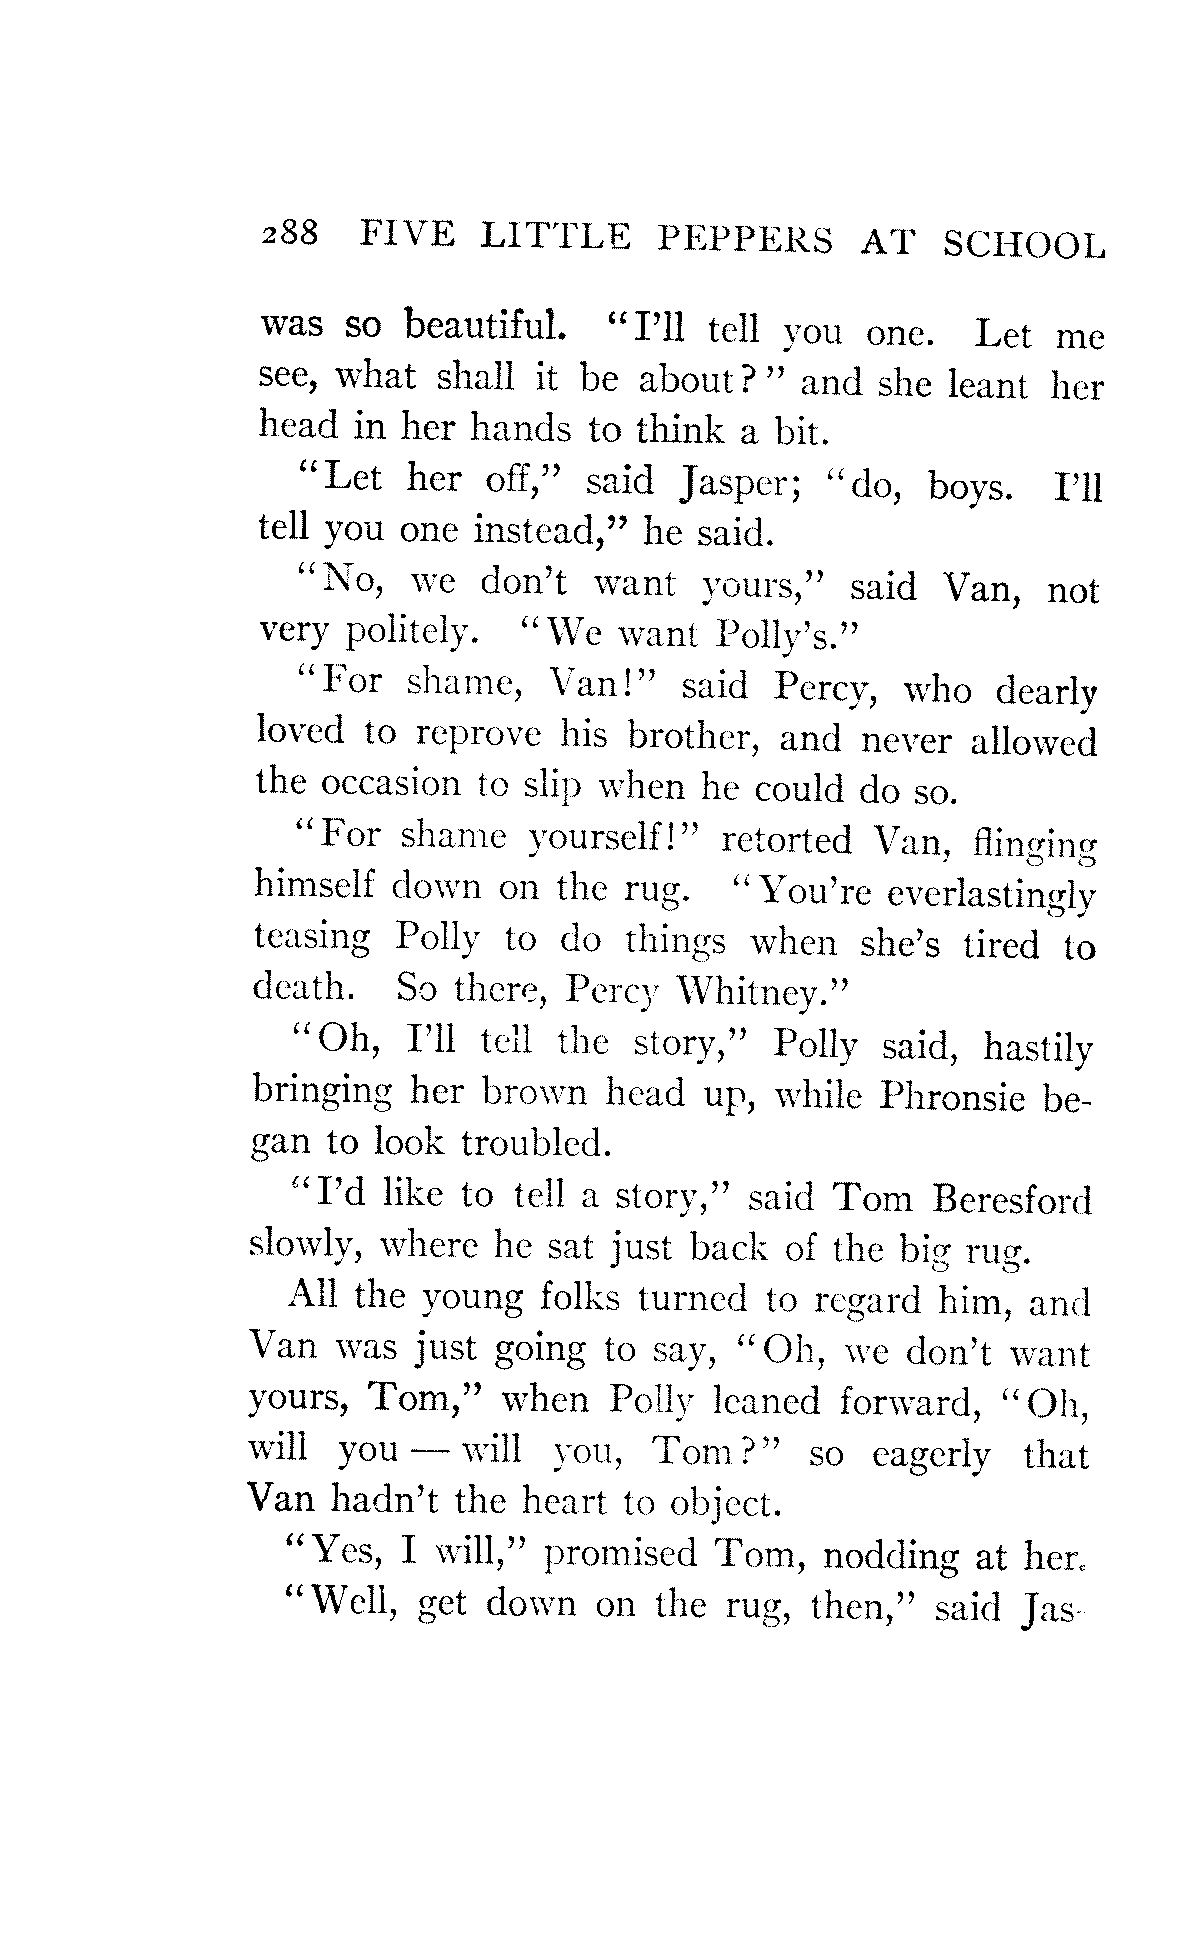 288 FIVE LITTLE PEPPERS AT SCHOOL
was so beautiful. "I'll tell you one. Let me
see, what shall it be about?" and she leant her
head in her hands to think a bit.
"Let her off," said Jasper; "do, boys. I'll
tell you one instead," he said.
"No, we don't want yours," said Van, not
very politely. "We want Polly's."
"For shame, Van!" said Percy, who dearly
loved to reprove his brother, and never allowed
the occasion to slip when he could do so.
"For shame yourself!" retorted Van, flinging
himself down on the rug. "You're everlastingly
teasing Polly to do things when she's tired to
death. So there, Percy Whitney."
"Oh, I'll tell the story," Polly said, hastily
bringing her brown head up, while Phronsie be-
gan to look troubled.
"I'd like to tell a story," said Tom Beresford
slowly, where he sat just back of the big rug.
All the young folks turned to regard him, and
Van was just going to say, "Oh, we don't want
yours, Tom," when Polly leaned forward, "Oh,
will you — will you, Tom?" so eagerly that
Van hadn't the heart to object.
"Yes, I will," promised Tom, nodding at her.
"Well, get down on the rug, then," said Jas-